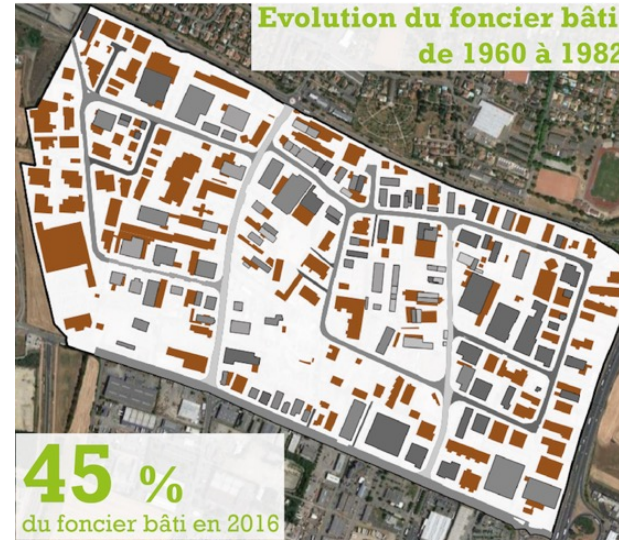 Evolution du foncier bâti
de 1960 à 1982
45 %
du foncier bâti en 2016